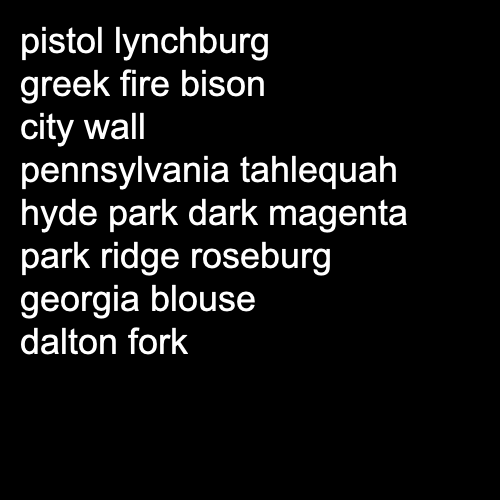 pistol lynchburg
greek fire bison
city wall
pennsylvania tahlequah
hyde park dark magenta
park ridge roseburg
georgia blouse
dalton fork